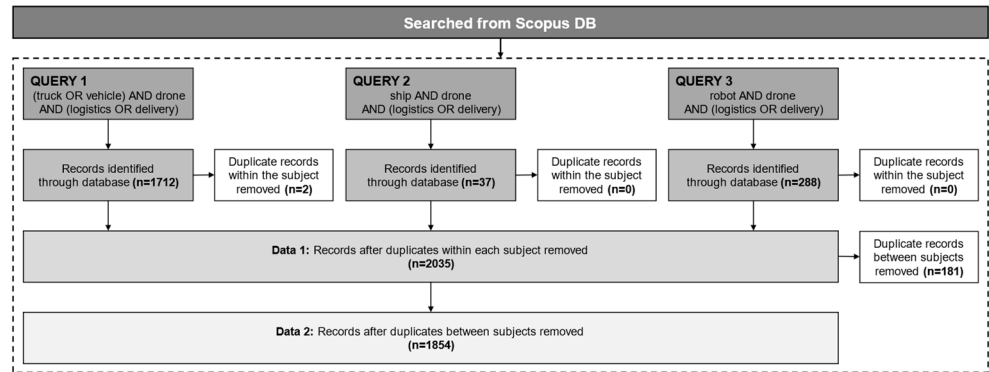 Searched from Scopus DB
QUERY 1
(truck OR vehicle) AND drone
AND (logistics OR delivery)
QUERY 2
ship AND drone
AND (logistics OR delivery)
QUERY 3
robot AND drone
AND (logistics OR delivery)
Records identified
through database (n=1712)
Duplicate records
within the subject
removed (n=2)
Records identified
through database (n=37)
Duplicate records
within the subject
removed (n=0)
Records identified
through database (n=288)
Duplicate records
within the subject
removed (n=0)
Data 1: Records after duplicates within each subject removed
(n=2035)
Duplicate records
between subjects
removed (n=181)
Data 2: Records after duplicates between subjects removed
(n=1854)